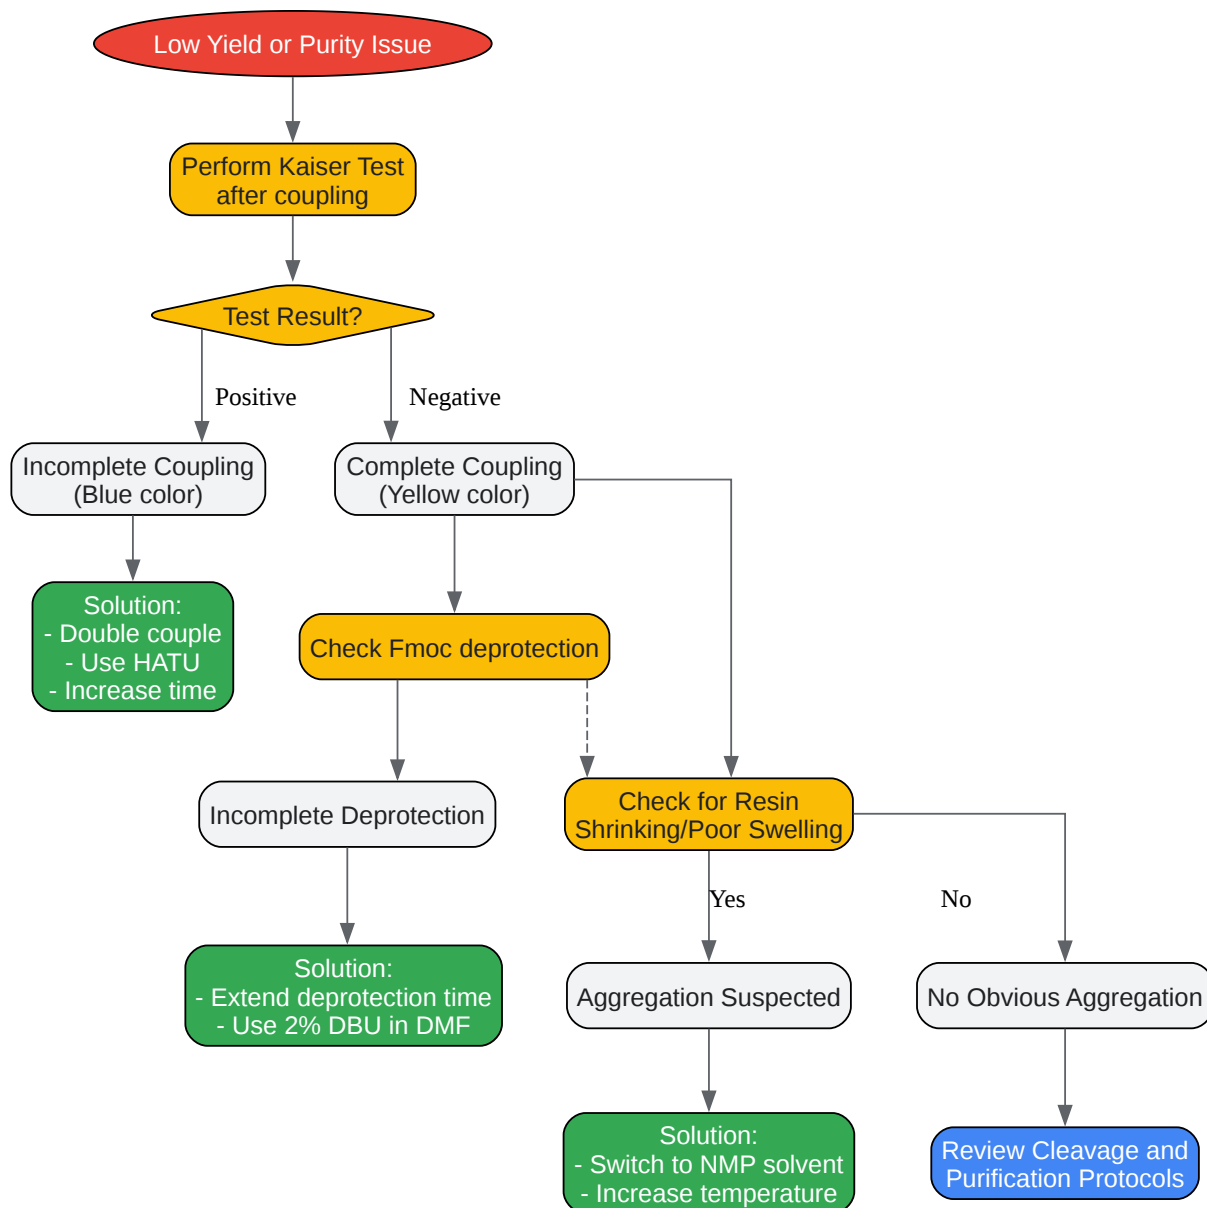 Low Yield or Purity Issue
Perform Kaiser Test
after coupling
Test Result?
Positive
Negative
Incomplete Coupling
(Blue color)
Complete Coupling
(Yellow color)
Solution:
- Double couple
- Use HATU
- Increase time
Check Fmoc deprotection
Incomplete Deprotection
Check for Resin
Shrinking/Poor Swelling
Yes
No
Solution:
- Extend deprotection time
- Use 2% DBU in DMF
Aggregation Suspected
No Obvious Aggregation
Solution:
- Switch to NMP solvent
- Increase temperature
Review Cleavage and
Purification Protocols